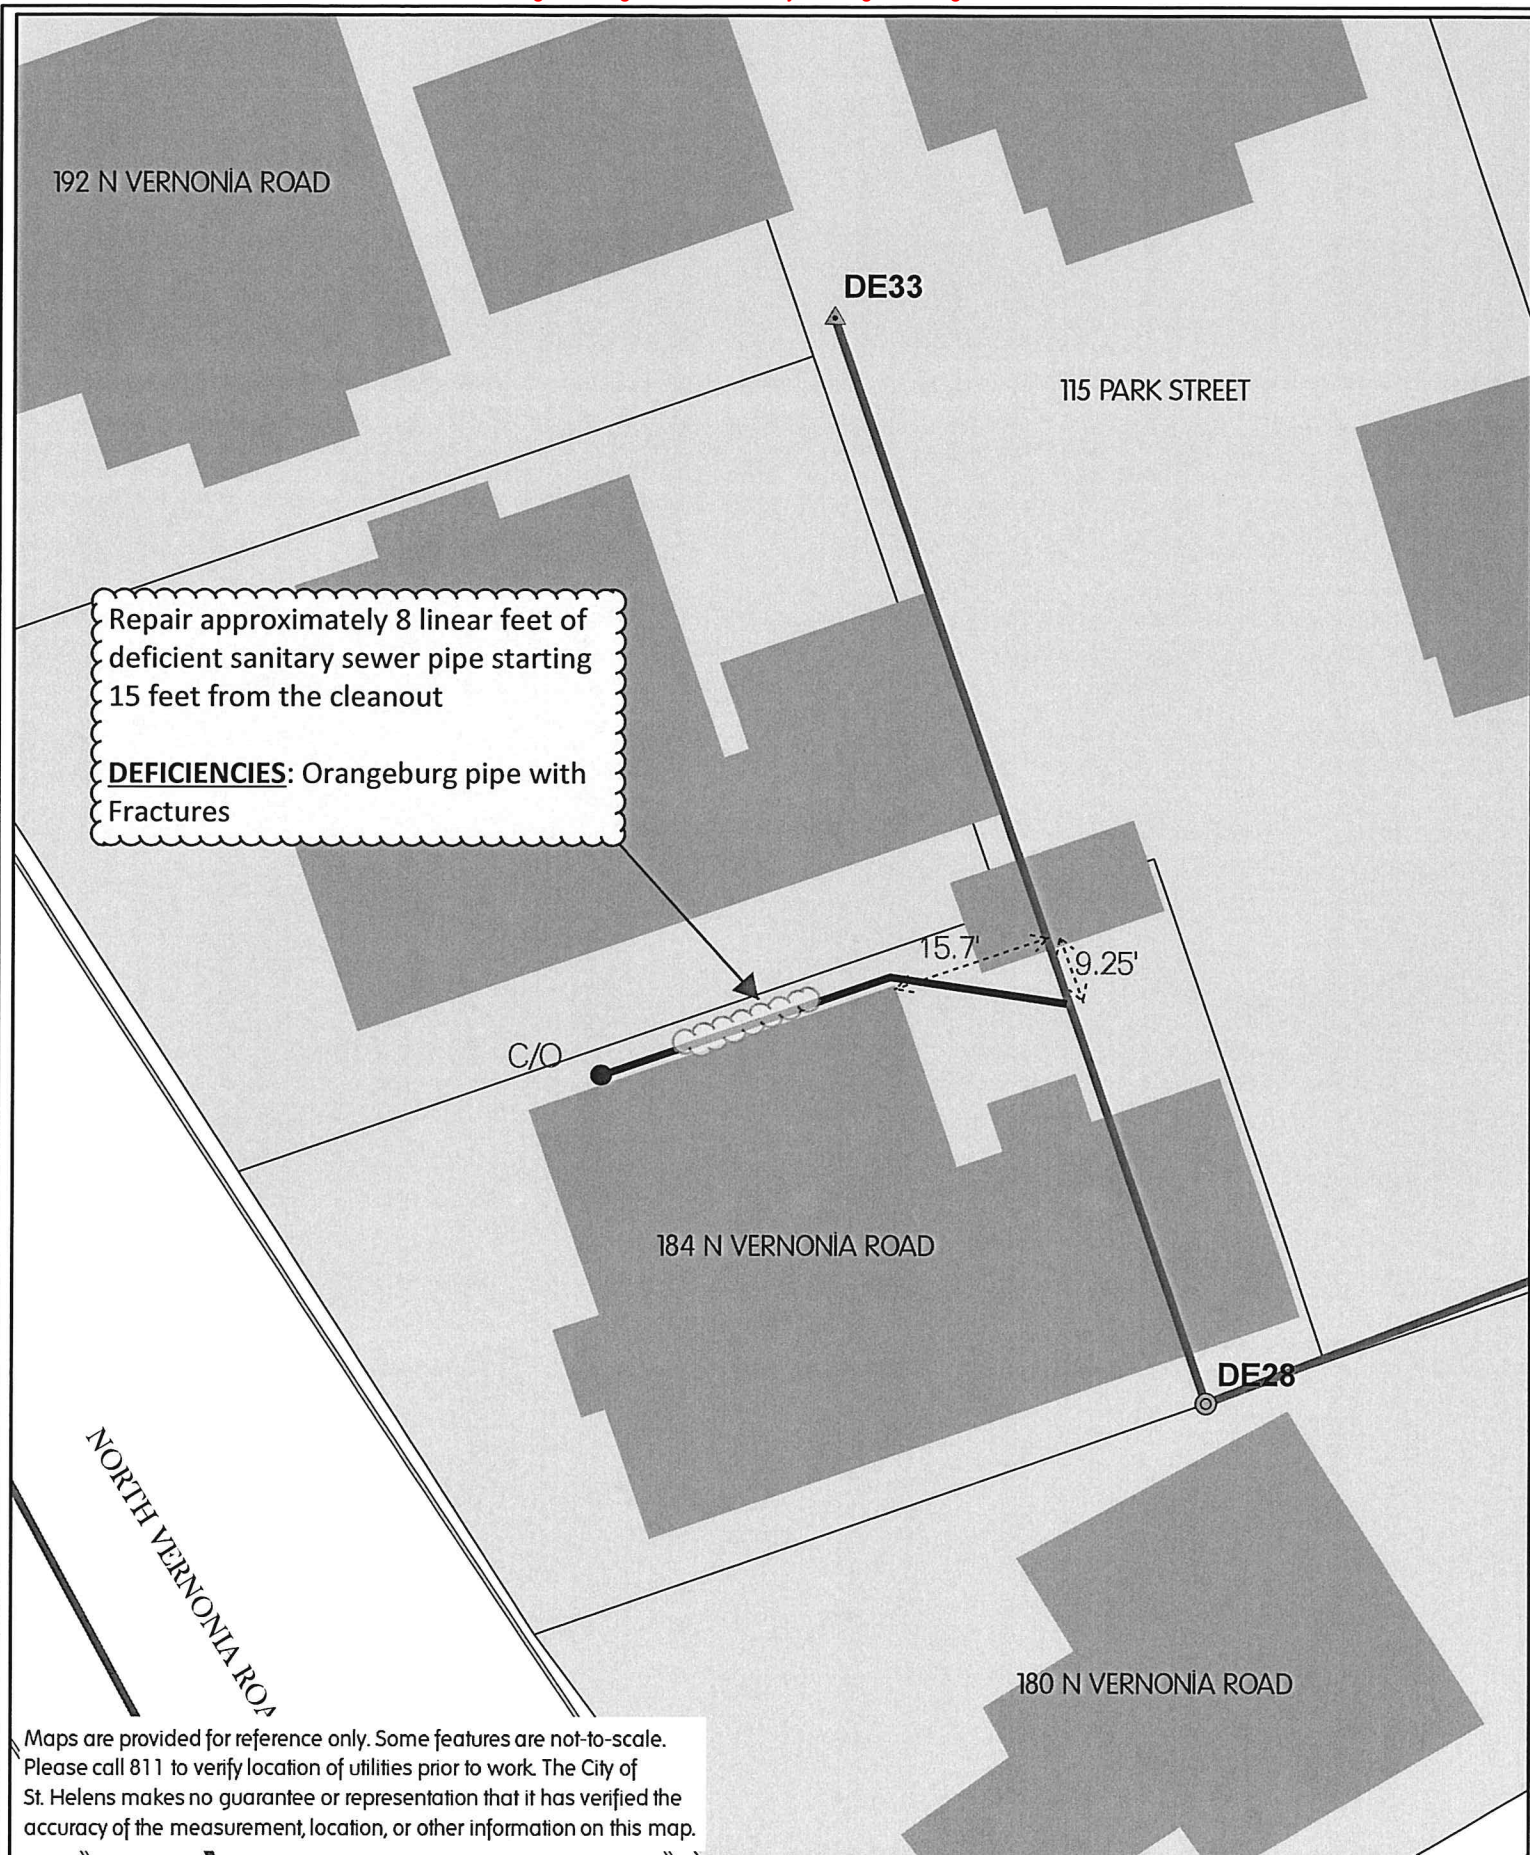 192 N VERNONIA ROAD
DE33
115 PARK STREET
Repair approximately 8 linear feet of
deficient sanitary sewer pipe starting
15 feet from the cleanout
DEFICIENCIES: Orangeburg pipe with
Fractures
15.7'
9.25'
C/O
184 N VERNONIA ROAD
DE28
NORTH VERNONIA ROA
180 N VERNONIA ROAD
Maps are provided for reference only. Some features are not-to-scale.
Please call 811 to verify location of utilities prior to work. The City of
St. Helens makes no guarantee or representation that it has verified the
accuracy of the measurement, location, or other information on this map.